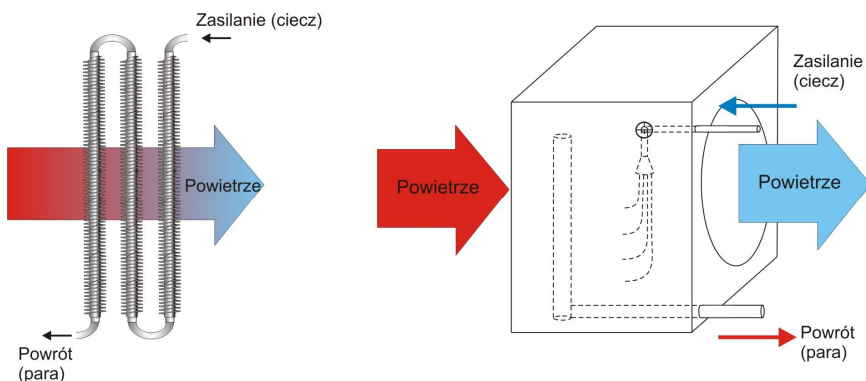 Zasilanie (ciecz)
Powietrze
Powrót
(para)
Powietrze
Zasilanie
(ciecz)
Powietrze
Powrót
(para)